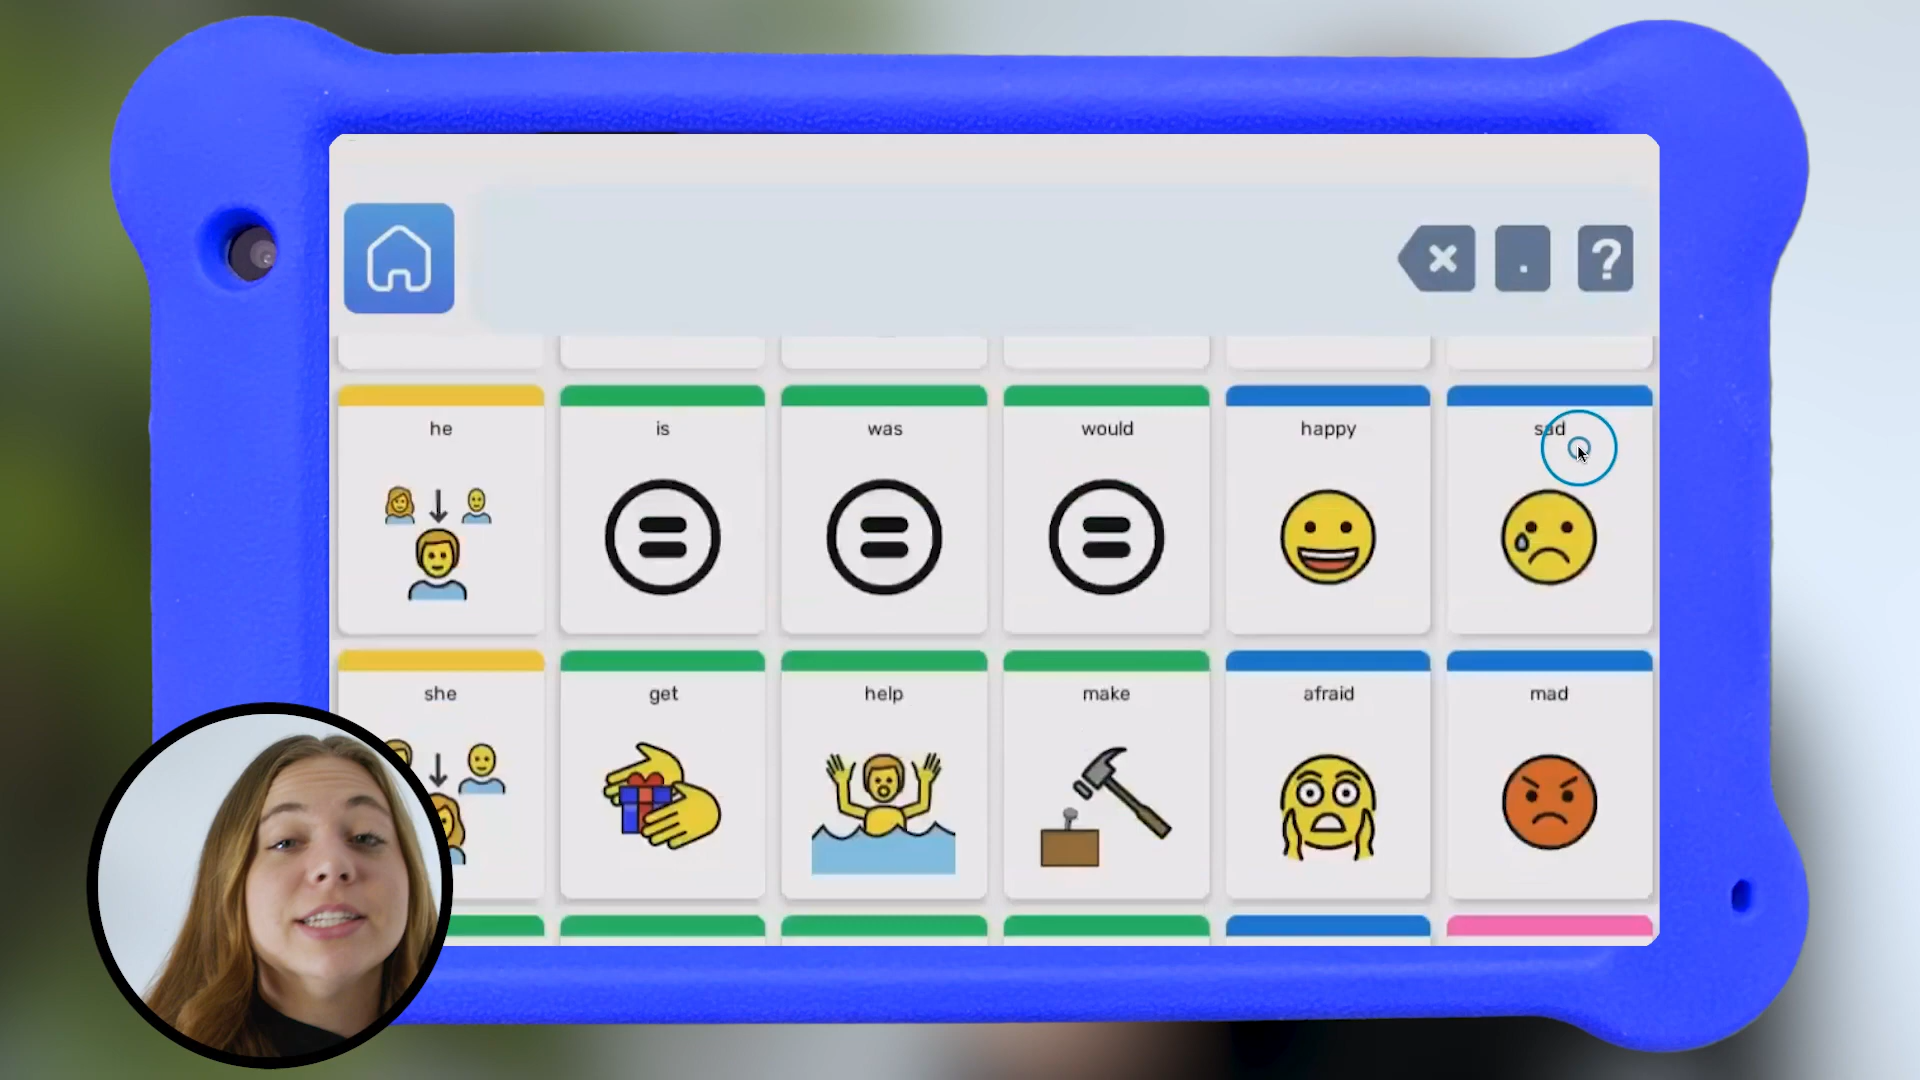 .
?
he
is
was
would
happy
sad
she
get
help
make
afraid
mad